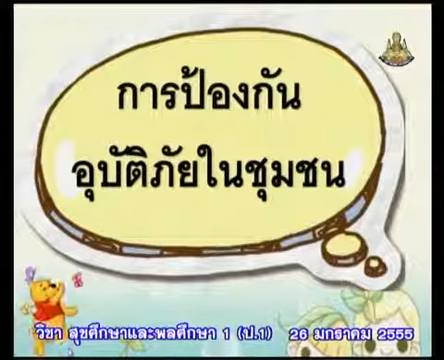 การป้องกัน
อุบัติภัยในชุมชน
วิชา สุขศึกษาและพลศึกษา 1 (ป.1) 26 มกราคม 2555